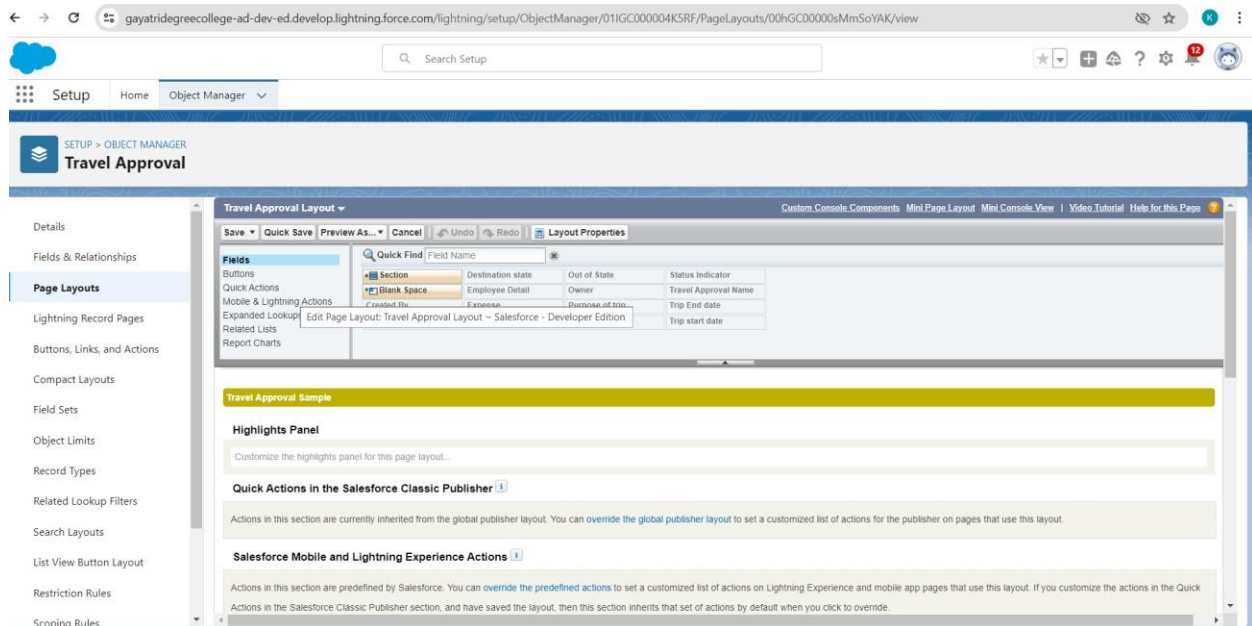 gayatridegreecollege-ad-dev-ed.develop.lightning.force.com/lightning/setup/ObjectManager/01IGC000004K5RF/PageLayouts/00hGC00000sMmSoYAK/view
K
Search Setup
12
Setup Home Object Manager
SETUP > OBJECT MANAGER
Travel Approval
Details
Fields & Relationships
Page Layouts
Lightning Record Pages
Buttons, Links, and Actions
Compact Layouts
Field Sets
Object Limits
Record Types
Related Lookup Filters
Search Layouts
List View Button Layout
Restriction Rules
Scoping Rules
Travel Approval Layout
Custom Console Components Mini Page Layout Mini Console View | Video Tutorial Help for this Page
Save Quick Save Preview As... Cancel Undo Redo Layout Properties
Fields
Buttons
Quick Actions
Mobile & Lightning Actions
Expanded Lookups
Related Lists
Report Charts
Quick Find Field Name
Section Destination state Out of State Status Indicator
Blank Space Employee Detail Owner Travel Approval Name
Created By Expense Purpose of trip Trip End date
Trip start date
Edit Page Layout: Travel Approval Layout ~ Salesforce - Developer Edition
Travel Approval Sample
Highlights Panel
Customize the highlights panel for this page layout...
Quick Actions in the Salesforce Classic Publisher
Actions in this section are currently inherited from the global publisher layout. You can override the global publisher layout to set a customized list of actions for the publisher on pages that use this layout.
Salesforce Mobile and Lightning Experience Actions
Actions in this section are predefined by Salesforce. You can override the predefined actions to set a customized list of actions on Lightning Experience and mobile app pages that use this layout. If you customize the actions in the Quick
Actions in the Salesforce Classic Publisher section, and have saved the layout, then this section inherits that set of actions by default when you click to override.